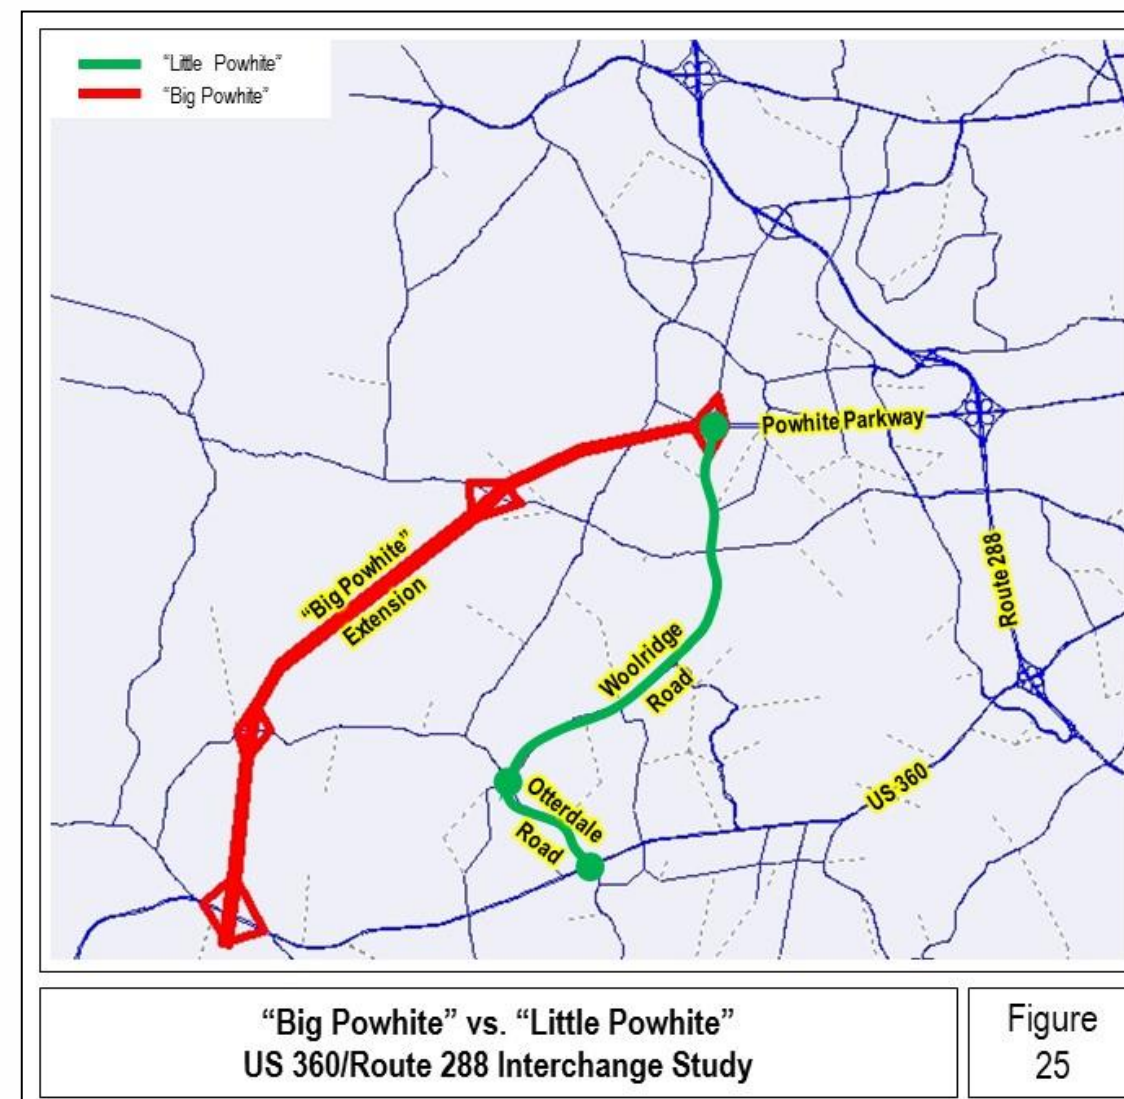 “Little Powhite”
“Big Powhite”
Powhite Parkway
“Big Powhite”
Extension
Route 288
Woolridge
Road
US 360
Otterdale
Road
“Big Powhite” vs. “Little Powhite”
US 360/Route 288 Interchange Study
Figure
25